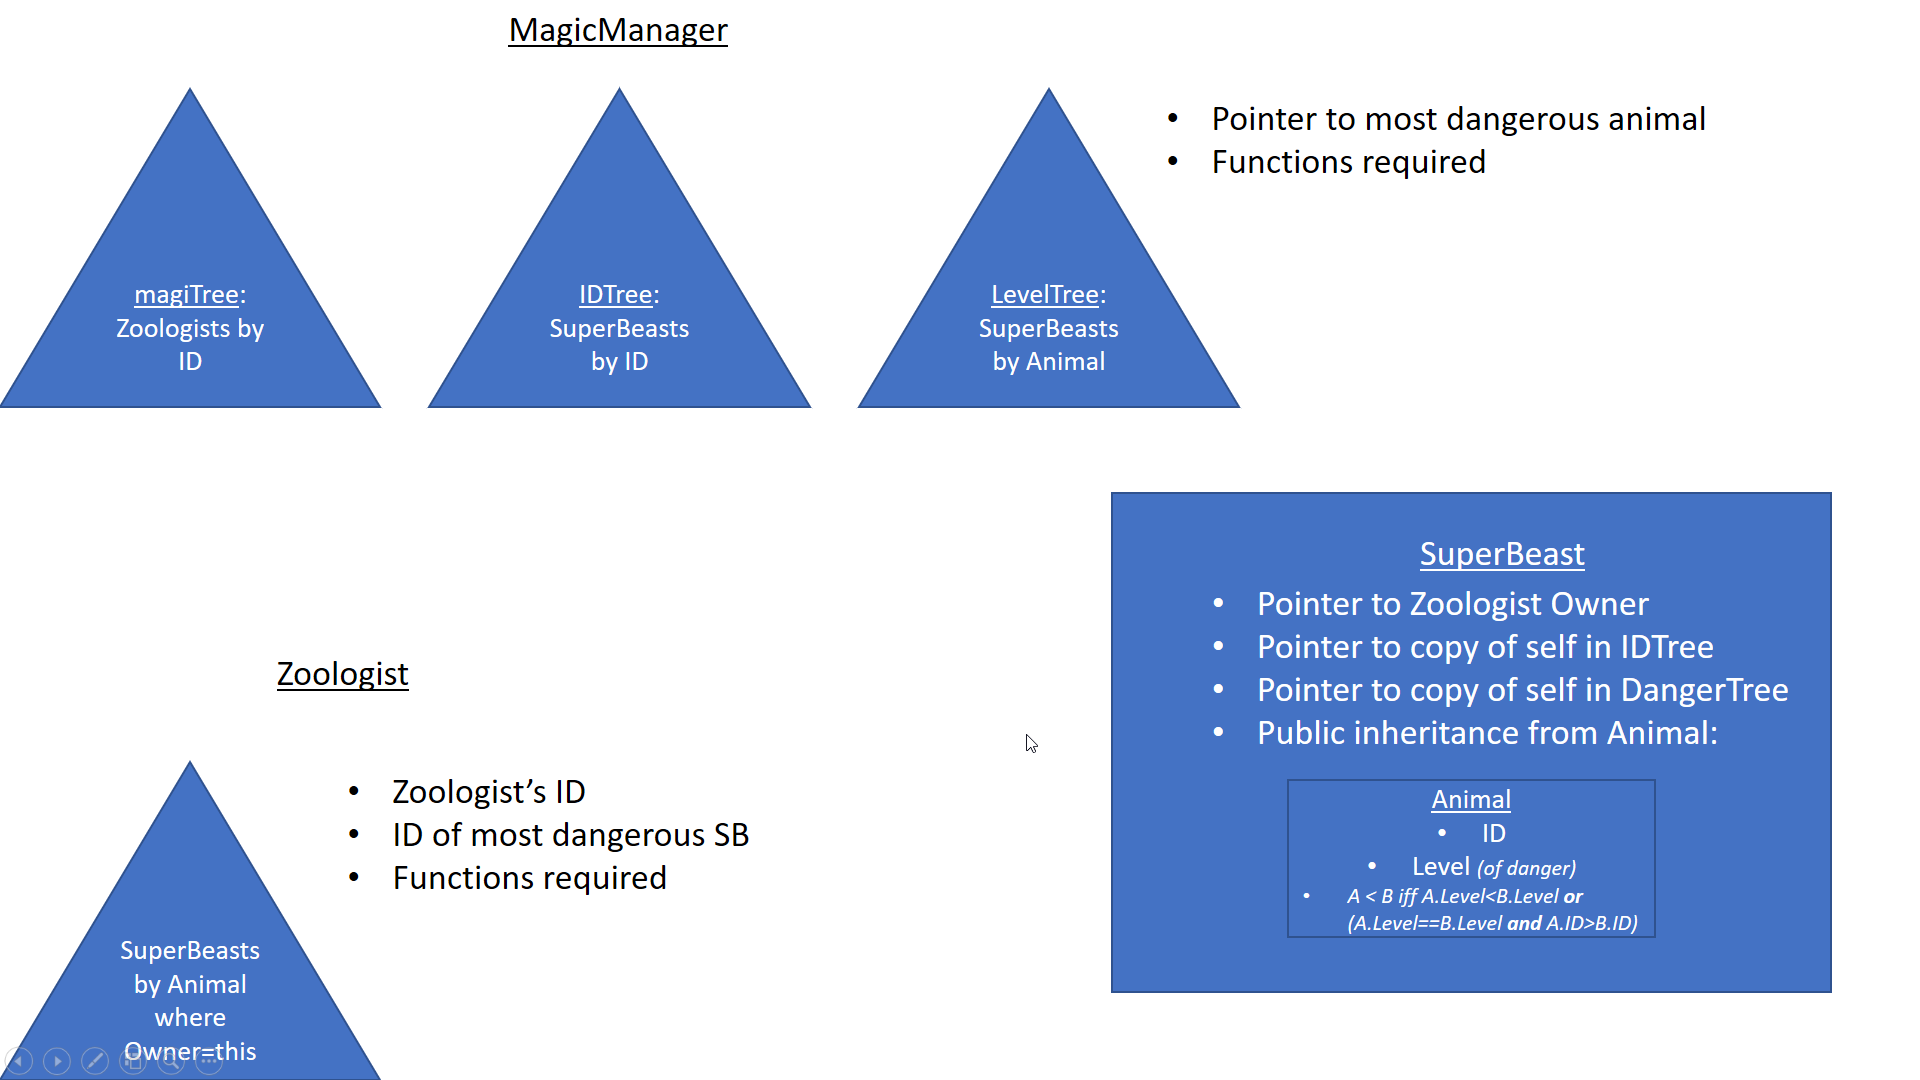 MagicManager
magiTree:
Zoologists by
ID
IDTree:
SuperBeasts
by ID
LevelTree:
SuperBeasts
by Animal
• Pointer to most dangerous animal
• Functions required
Zoologist
SuperBeasts
by Animal
where
Owner=this
• Zoologist’s ID
• ID of most dangerous SB
• Functions required
SuperBeast
• Pointer to Zoologist Owner
• Pointer to copy of self in IDTree
• Pointer to copy of self in DangerTree
• Public inheritance from Animal:
Animal
• ID
• Level (of danger)
• A < B iff A.Level<B.Level or
(A.Level==B.Level and A.ID>B.ID)